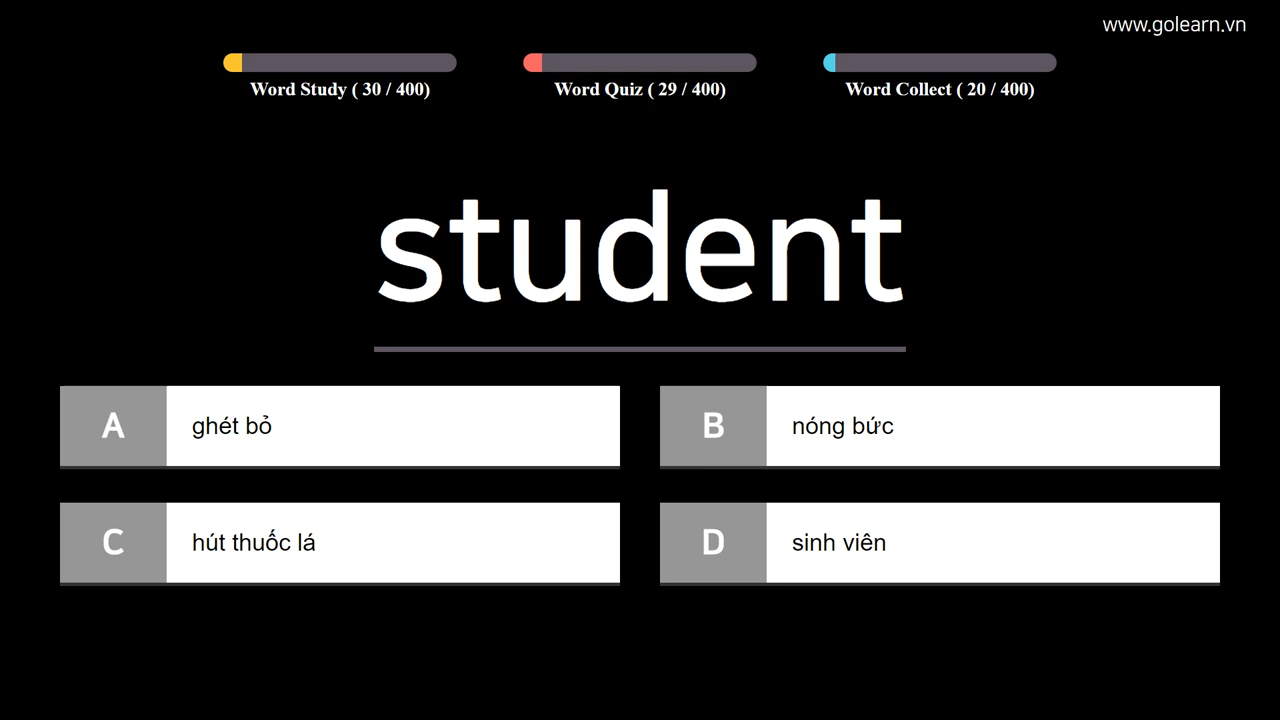 www.golearn.vn
Word Study ( 30 / 400)
Word Quiz ( 29 / 400)
Word Collect ( 20 / 400)
student
A ghét bỏ
B nóng bức
C hút thuốc lá
D sinh viên